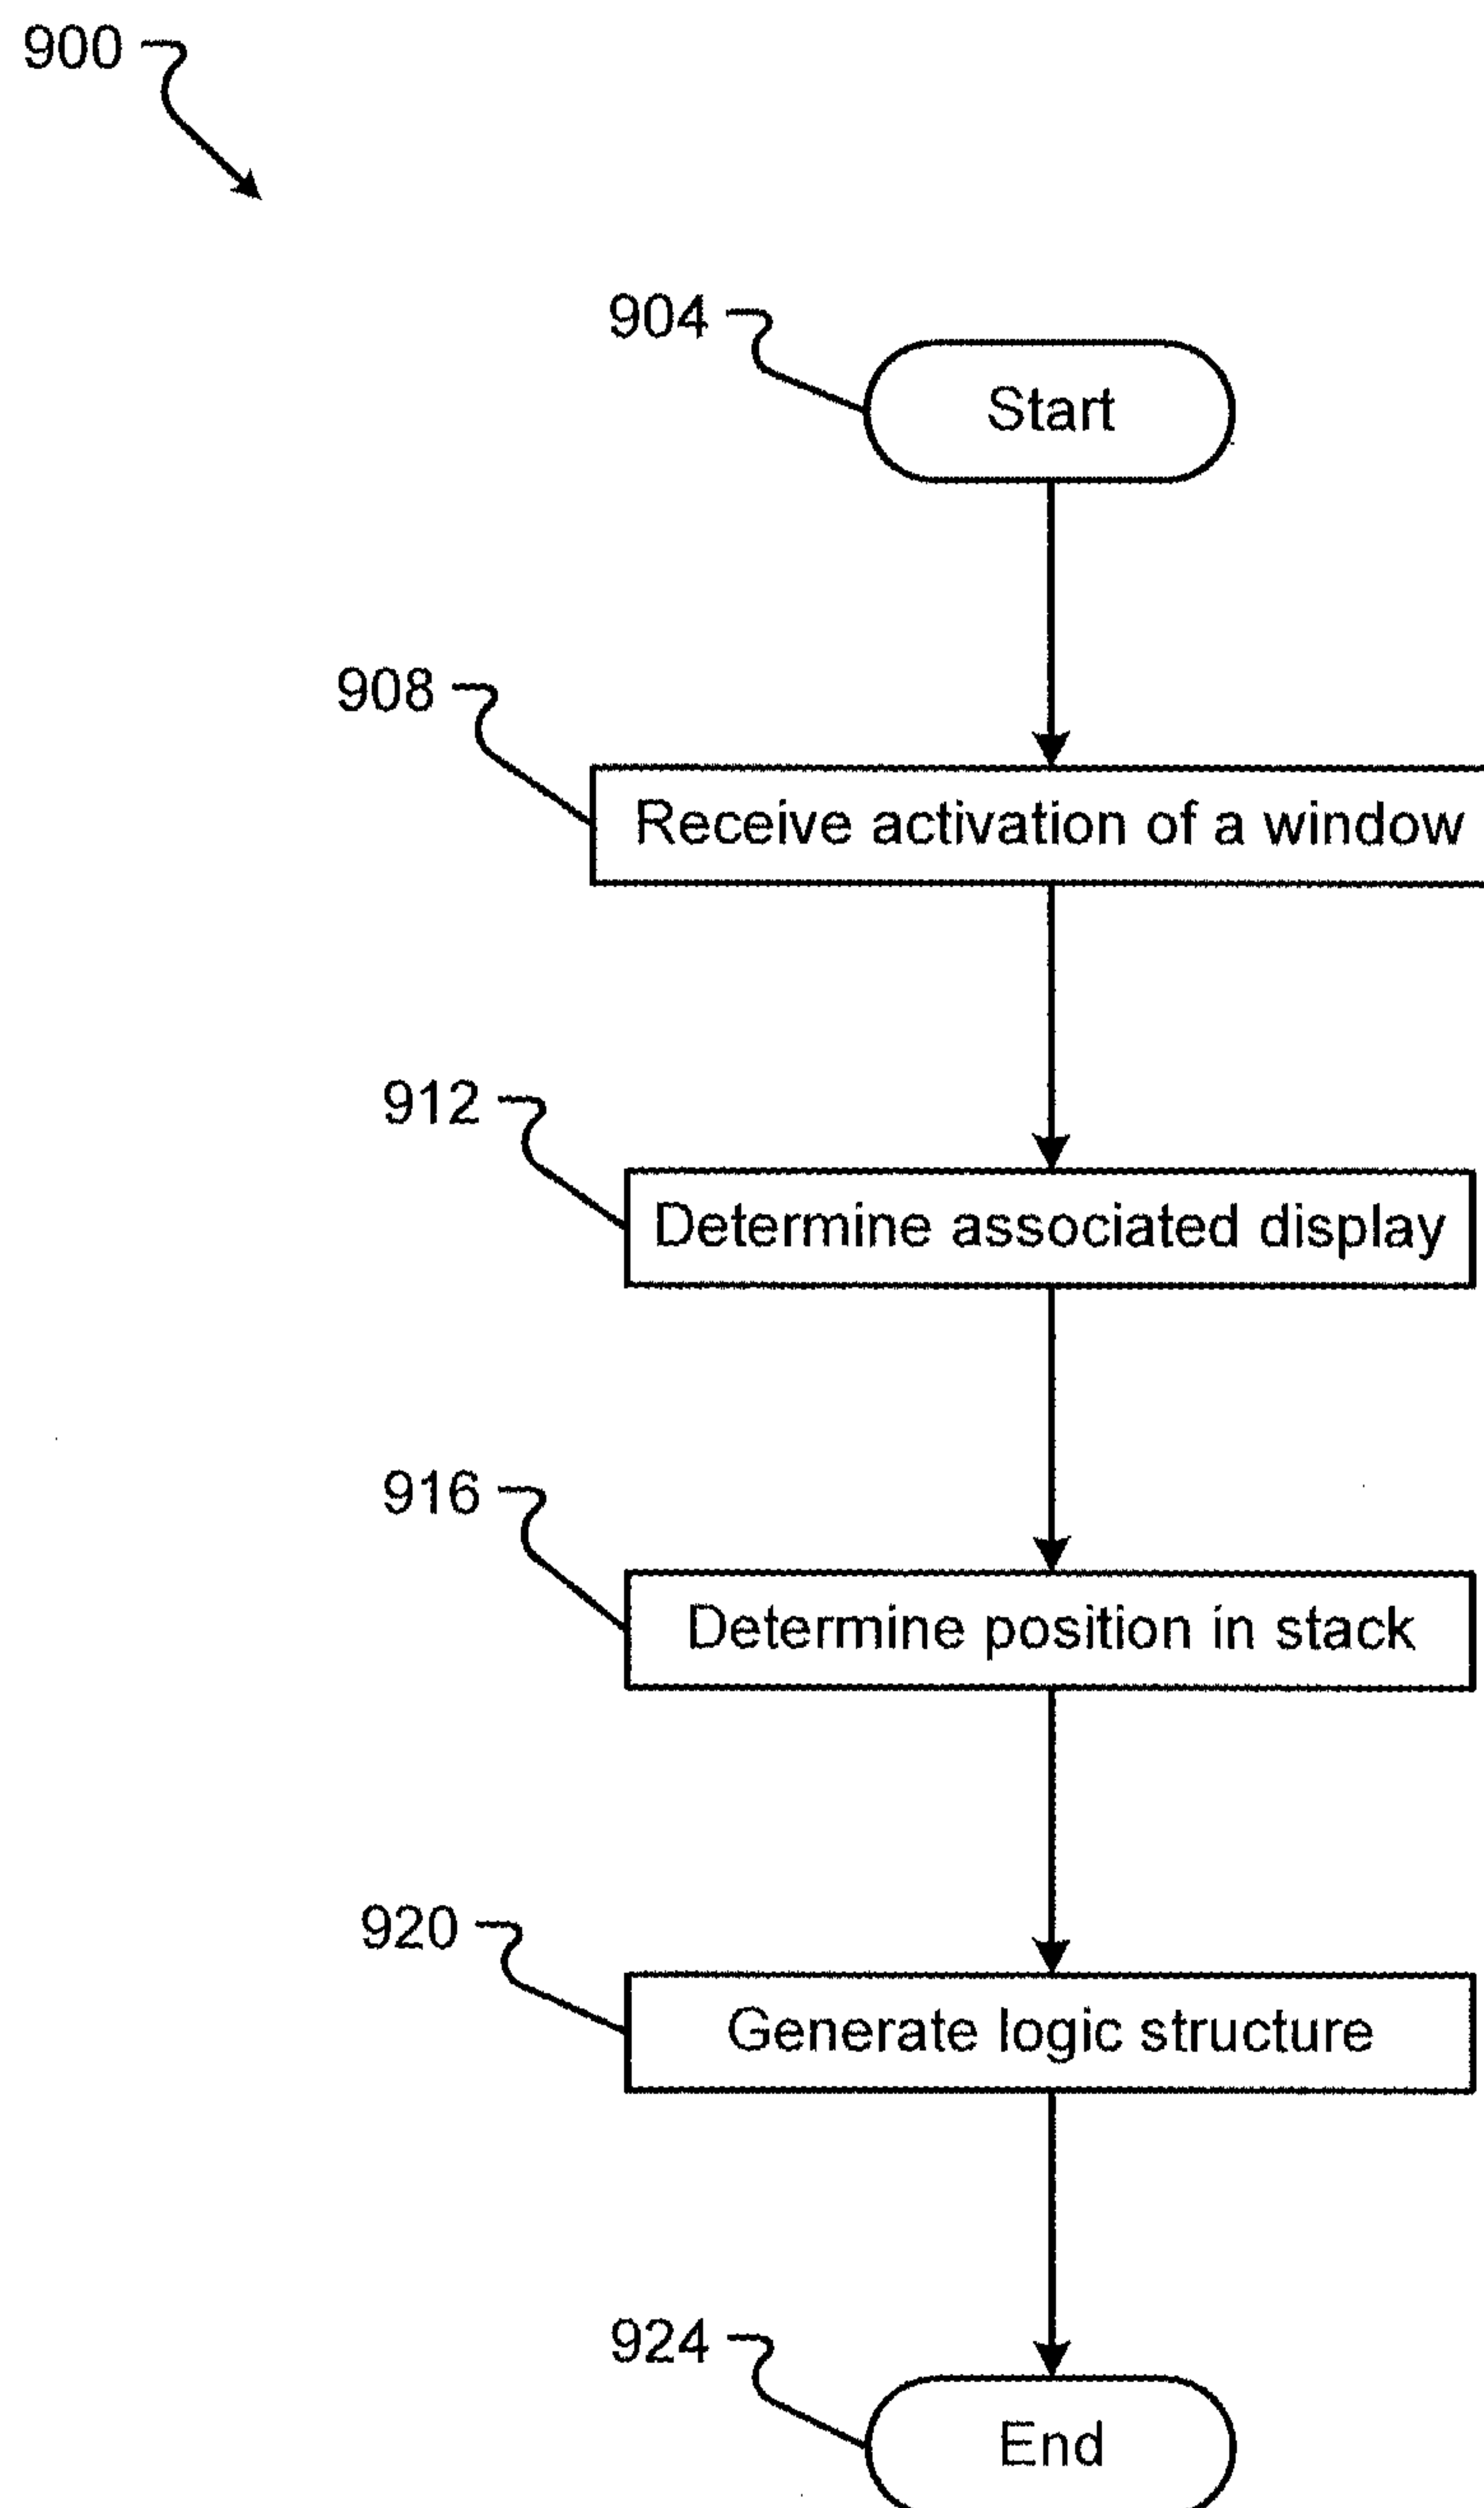 900
904
Start
908
Receive activation of a window
912
Determine associated display
916
Determine position in stack
920
Generate logic structure
924
End